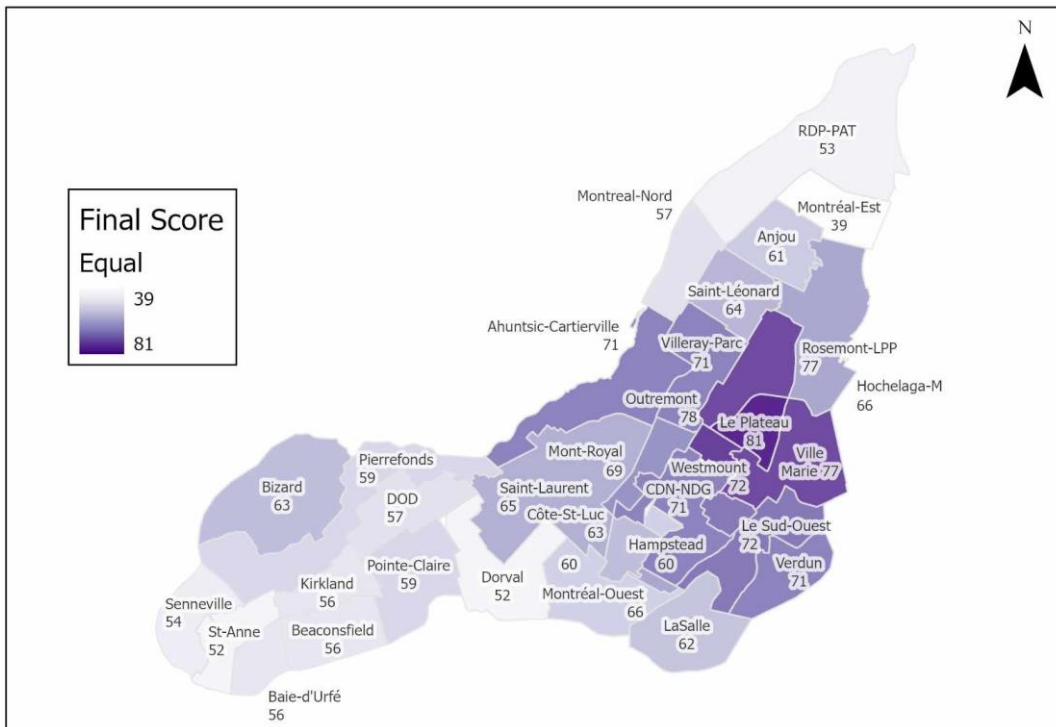 N
RDP-PAT
53
Montreal-Nord
57
Montréal-Est
39
Final Score
Equal
39
81
Anjou
61
Saint-Léonard
64
Ahuntsic-Cartierville
71
Villeray-Parc
71
Rosemont-LPP
77
Hochelaga-M
66
Outremont
78
Le Plateau
81
Ville
Marie 77
Mont-Royal
69
Westmount
72
Pierrefonds
59
Bizard
63
DOD
57
Saint-Laurent
65
CDN-NDG
71
Côte-St-Luc
63
Le Sud-Ouest
72
Hampstead
60
Verdun
71
Pointe-Claire
59
Dorval
52
60
Montréal-Ouest
66
Kirkland
56
Senneville
54
St-Anne
52
Beaconsfield
56
LaSalle
62
Baie-d'Urfé
56